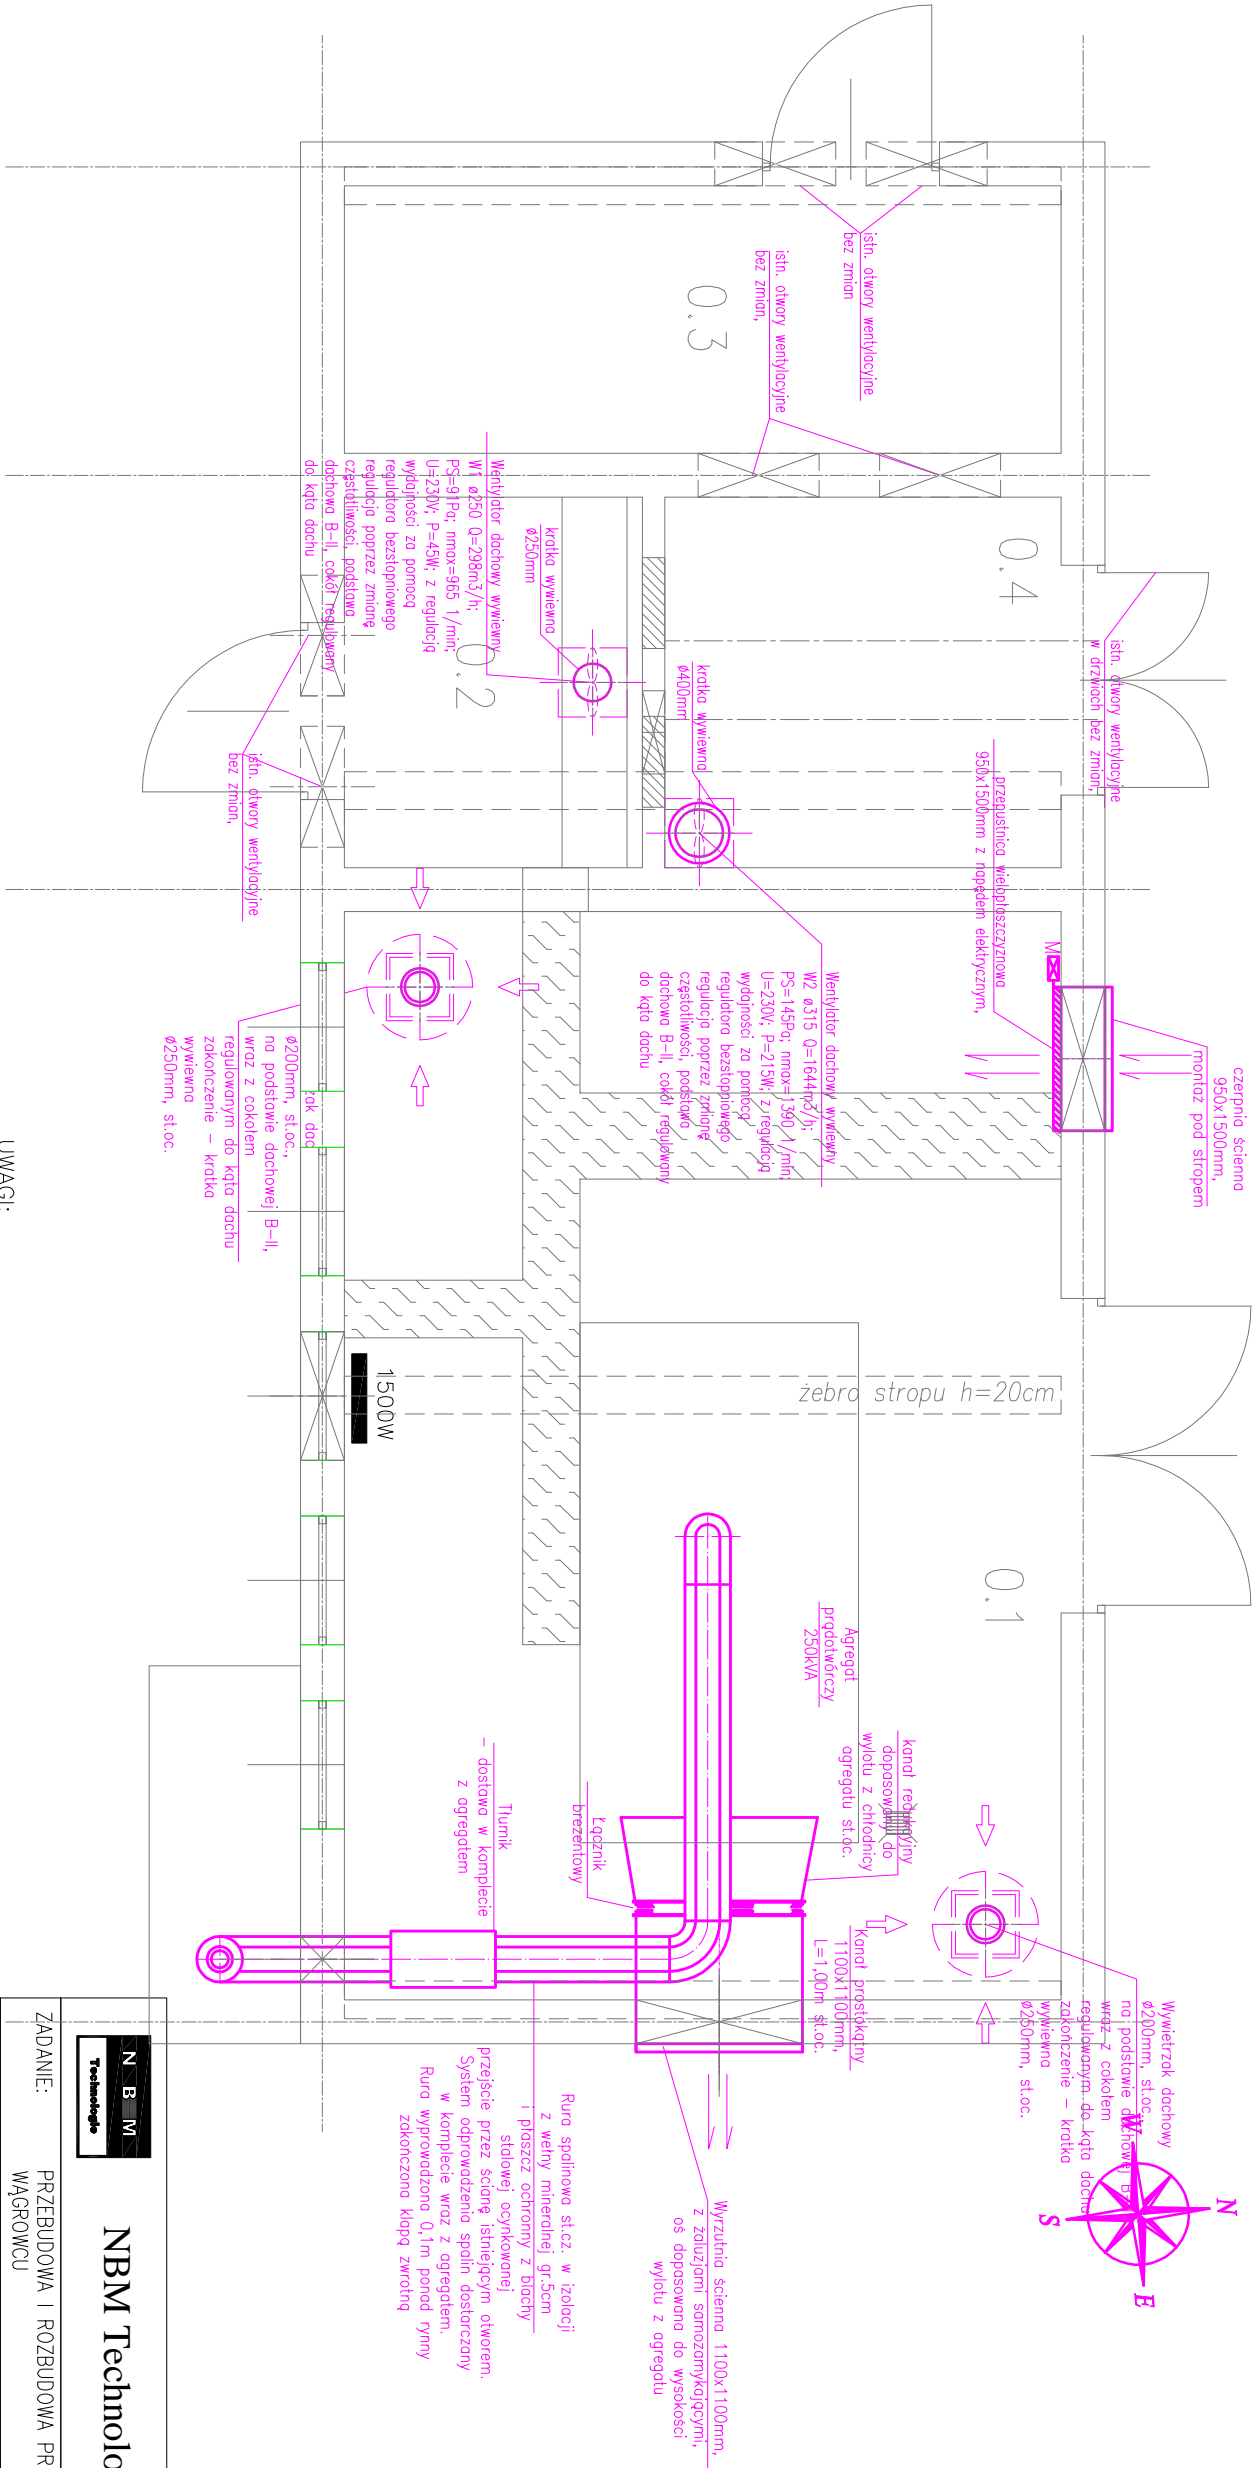 istn. otwory wentylacyjne
bez zmian
istn. otwory wentylacyjne
bez zmian,
0.3
0.4
istn. otwory wentylacyjne
w drzwiach bez zmian,
Wentylator dachowy wywiewny
W1 ø250 Q=298m3/h;
PS=91Pa; nmax=965 1/min;
U=230V; P=45W; z regulacją
wydajności za pomocą
regulatora bezstopniowego
regulacja poprzez zmianę
częstotliwości, podstawa
dachowa B-II, cokół regulowany
do kąta dachu
kratka wywiewna
ø250mm
0.2
kratka wywiewna
ø400mm
istn. otwory wentylacyjne
bez zmian,
przepustnica wielopłaszczyznowa
950x1500mm z napędem elektrycznym,
M
czerpnia ścienna
950x1500mm,
montaż pod stropem
Wentylator dachowy wywiewny
W2 ø315 Q=1644m3/h;
PS=145Pa; nmax=1390 1/min;
U=230V; P=215W; z regulacją
wydajności za pomocą
regulatora bezstopniowego
regulacja poprzez zmianę
częstotliwości, podstawa
dachowa B-II, cokół regulowany
do kąta dachu
żak dac
ø200mm, st.oc.,
na podstawie dachowej B-II,
wraz z cokołem
regulowanym do kąta dachu
zakończenie - kratka
wywiewna
ø250mm, st.oc.
UWAGI:
1500W
żebro stropu h=20cm
0.1
Agregat
prądotwórczy
250kVA
kanał redukcyjny
dopasowany do
wylotu z chłodnicy
agregatu st.oc.
Łącznik
brezentowy
Tłumik
- dostawa w komplecie
z agregatem
Kanał prostokątny
1100x1100mm,
L=1,00m st.oc.
Wywietrzak dachowy
ø200mm, st.oc.
na podstawie dachowej B-
wraz z cokołem
regulowanym do kąta dachu
zakończenie - kratka
wywiewna
ø250mm, st.oc.
N
W
E
S
Wyrzutnia ścienna 1100x1100mm,
z żaluzjami samozamykającymi,
oś dopasowana do wysokości
wylotu z agregatu
Rura spalinowa st.cz. w izolacji
z wełny mineralnej gr.5cm
i płaszcz ochronny z blachy
stalowej ocynkowanej
przejście przez ścianę istniejącym otworem.
System odprowadzenia spalin dostarczany
w komplecie wraz z agregatem.
Rura wyprowadzona 0,1m ponad rynny
zakończona klapą zwrotną
N B M
Technologie
NBM Technolo
ZADANIE:
PRZEBUDOWA I ROZBUDOWA PR
WĄGROWCU